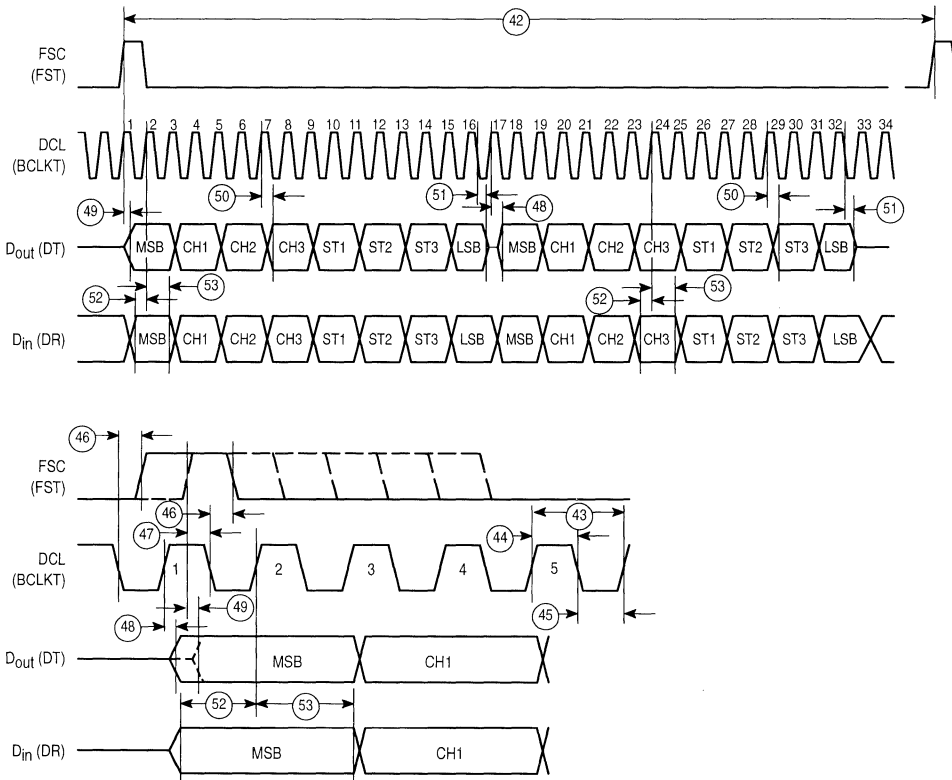 42
FSC
(FST)
1 2 3 4 5 6 7 8 9 10 11 12 13 14 15 16 17 18 19 20 21 22 23 24 25 26 27 28 29 30 31 32 33 34
DCL
(BCLKT)
50 51 48 50 51
49
Dout (DT) MSB CH1 CH2 CH3 ST1 ST2 ST3 LSB MSB CH1 CH2 CH3 ST1 ST2 ST3 LSB
52 53 52 53
Din (DR) MSB CH1 CH2 CH3 ST1 ST2 ST3 LSB MSB CH1 CH2 CH3 ST1 ST2 ST3 LSB
46
FSC
(FST)
46 43
47 44
DCL
(BCLKT) 1 2 3 4 5
49 45
48
Dout (DT) MSB CH1
52 53
Din (DR) MSB CH1